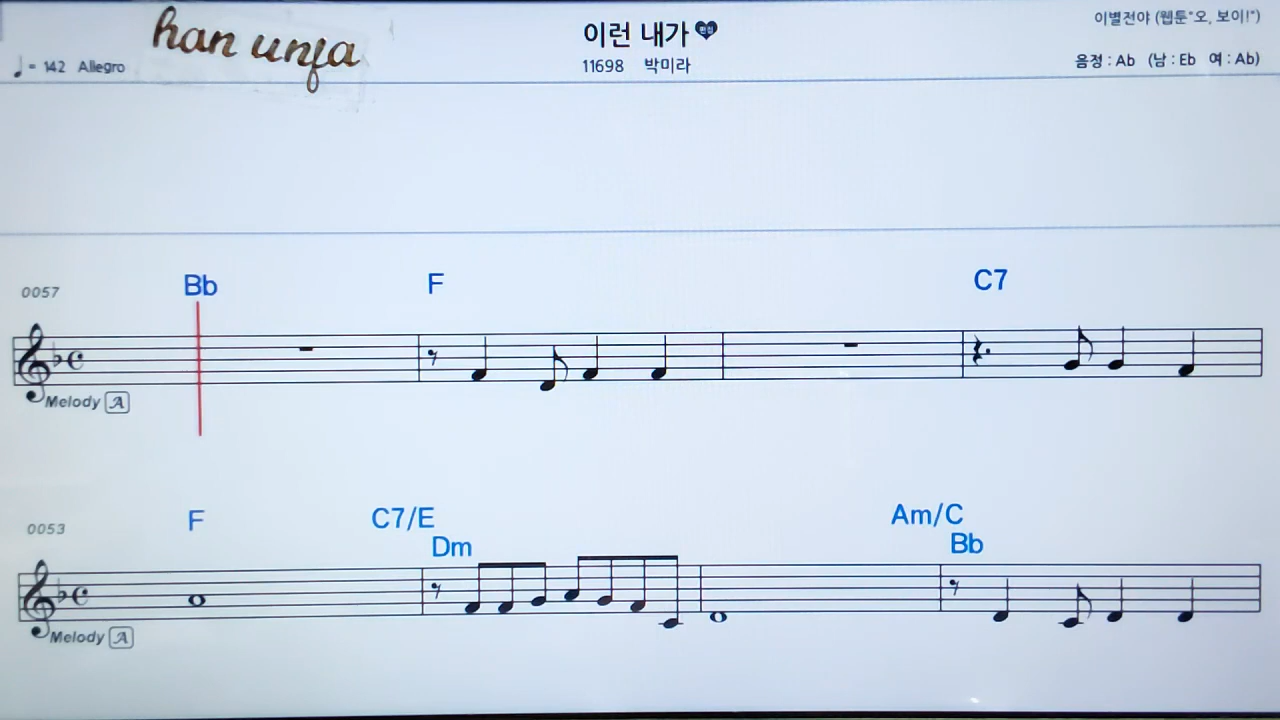 han unfa
이런 내가
이별전야 (웹툰"오, 보이!")
♩ = 142 Allegro
11698 박미라
음정 : Ab (남 : Eb 여 : Ab)
0057
Bb F C7
Melody A
0053
F C7/E Am/C
Dm Bb
Melody A